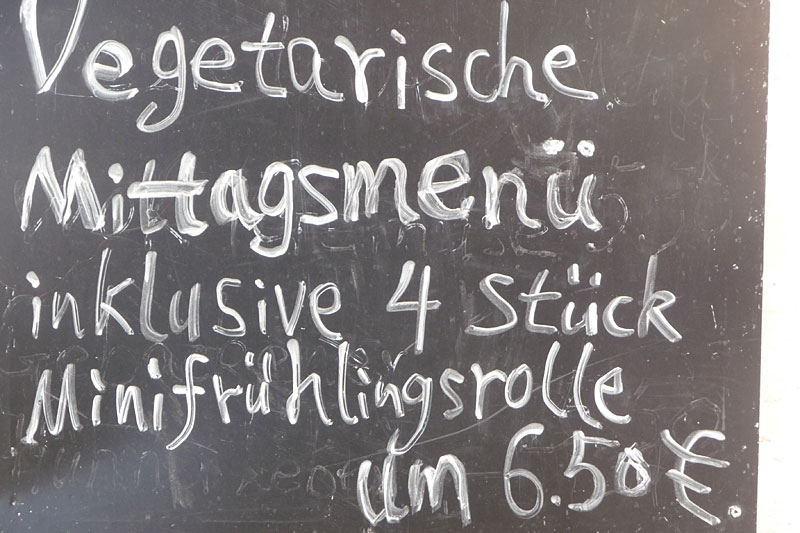 Vegetarische
Mittagsmenü
inklusive 4 Stück
Minifrühlingsrolle
um 6.50 €.